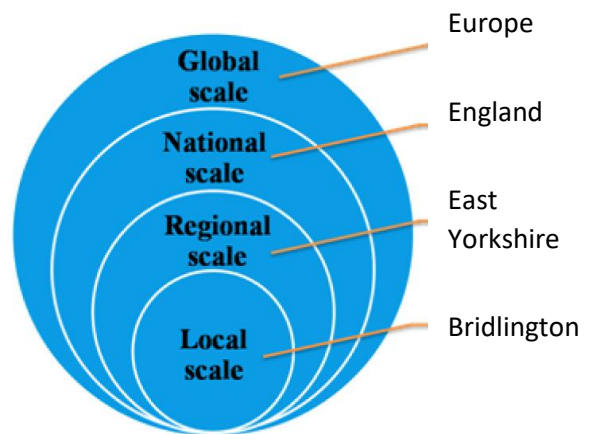 Europe
Global
scale
England
National
scale
East
Yorkshire
Regional
scale
Bridlington
Local
scale